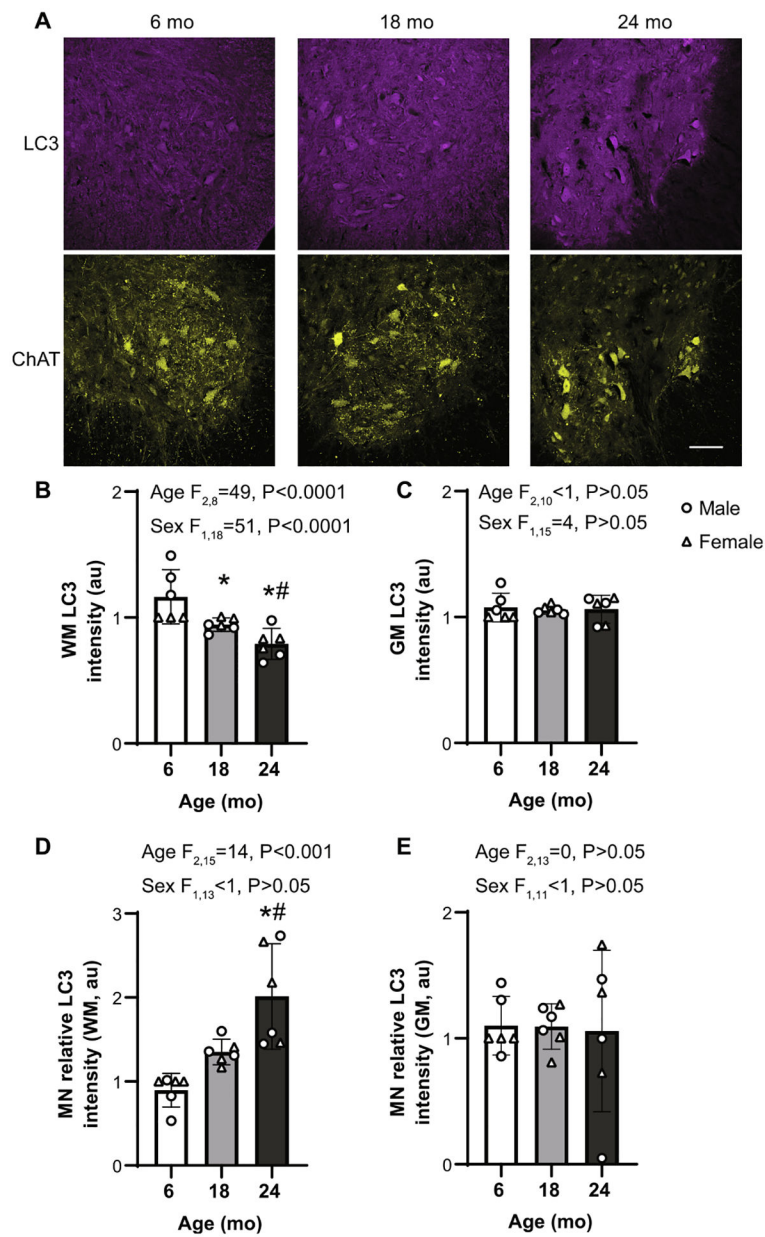 A
6 mo
18 mo
24 mo
LC3
ChAT
B
Age F2,8=49, P<0.0001
Sex F1,18=51, P<0.0001
2
1
0
WM LC3
intensity (au)
*
*#
6
18
24
Age (mo)
C
Age F2,10<1, P>0.05
Sex F1,15=4, P>0.05
2
1
0
GM LC3
intensity (au)
6
18
24
Age (mo)
Male
Female
D
Age F2,15=14, P<0.001
Sex F1,13<1, P>0.05
3
2
1
0
MN relative LC3
intensity (WM, au)
*#
6
18
24
Age (mo)
E
Age F2,13=0, P>0.05
Sex F1,11<1, P>0.05
2
1
0
MN relative LC3
intensity (GM, au)
6
18
24
Age (mo)